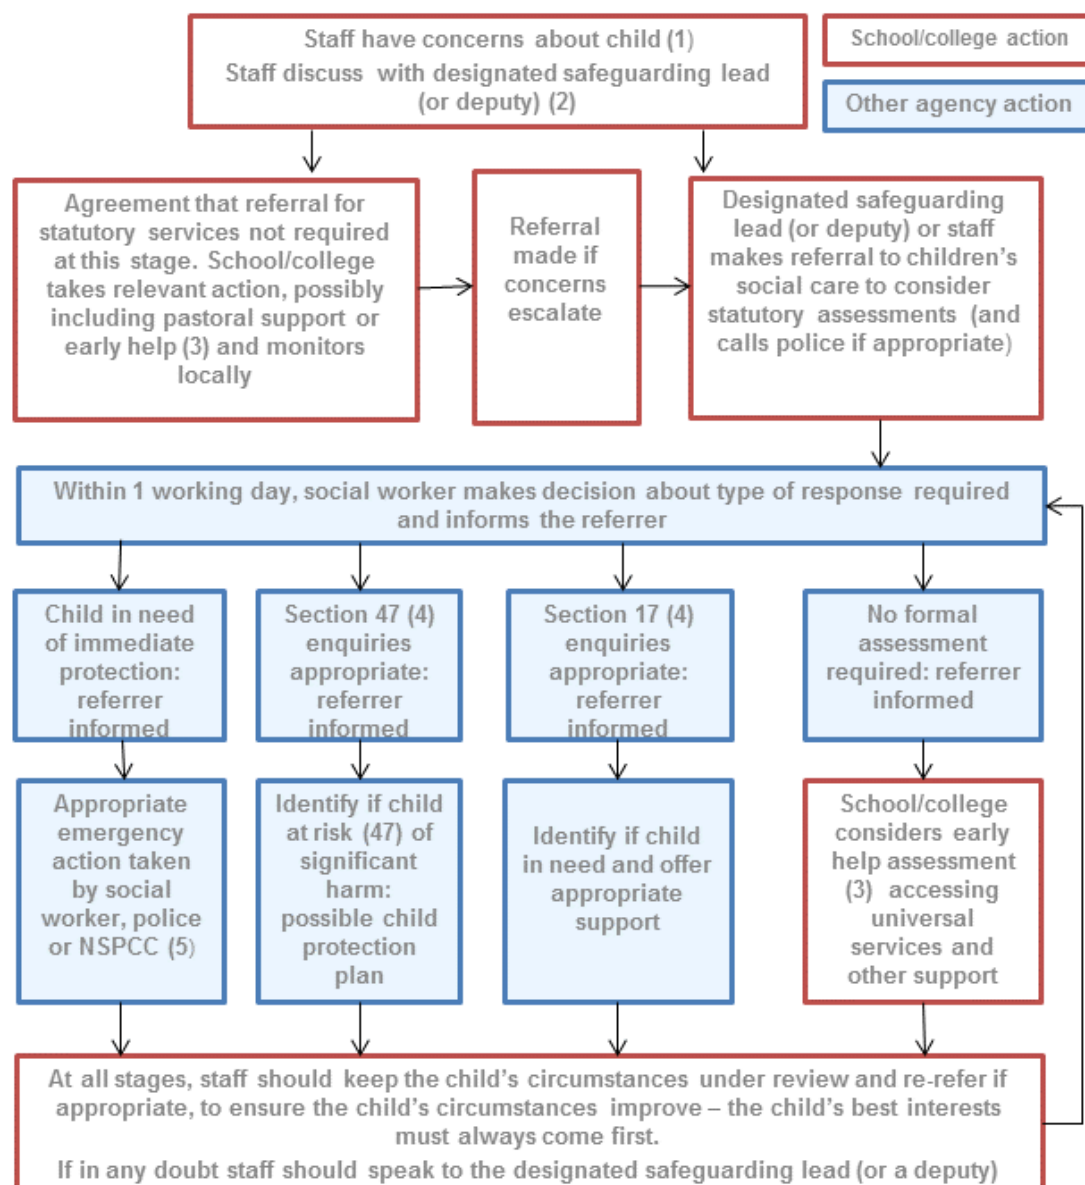 Staff have concerns about child (1)
Staff discuss with designated safeguarding lead
(or deputy) (2)
School/college action
Other agency action
Agreement that referral for
statutory services not required
at this stage. School/college
takes relevant action, possibly
including pastoral support or
early help (3) and monitors
locally
Referral
made if
concerns
escalate
Designated safeguarding
lead (or deputy) or staff
makes referral to children's
social care to consider
statutory assessments (and
calls police if appropriate)
Within 1 working day, social worker makes decision about type of response required
and informs the referrer
Child in need
of immediate
protection:
referrer
informed
Section 47 (4)
enquiries
appropriate:
referrer
informed
Section 17 (4)
enquiries
appropriate:
referrer
informed
No formal
assessment
required: referrer
informed
Appropriate
emergency
action taken
by social
worker, police
or NSPCC (5)
Identify if child
at risk (47) of
significant
harm:
possible child
protection
plan
Identify if child
in need and offer
appropriate
support
School/college
considers early
help assessment
(3) accessing
universal
services and
other support
At all stages, staff should keep the child's circumstances under review and re-refer if
appropriate, to ensure the child's circumstances improve – the child's best interests
must always come first.
If in any doubt staff should speak to the designated safeguarding lead (or a deputy)